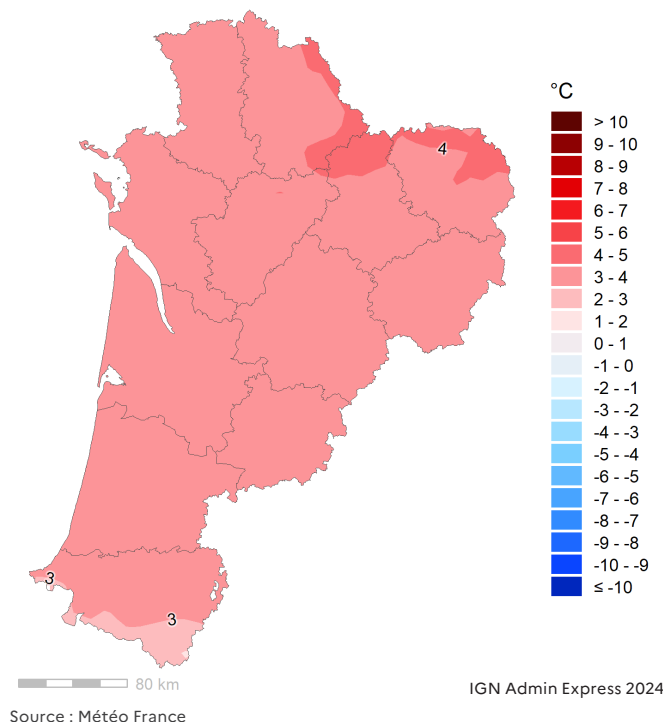 °C
> 10
9 - 10
8 - 9
7 - 8
6 - 7
5 - 6
4 - 5
3 - 4
2 - 3
1 - 2
0 - 1
-1 - 0
-2 - -1
-3 - -2
-4 - -3
-5 - -4
-6 - -5
-7 - -6
-8 - -7
-9 - -8
-10 - -9
≤ -10
4
3
3
80 km
IGN Admin Express 2024
Source : Météo France